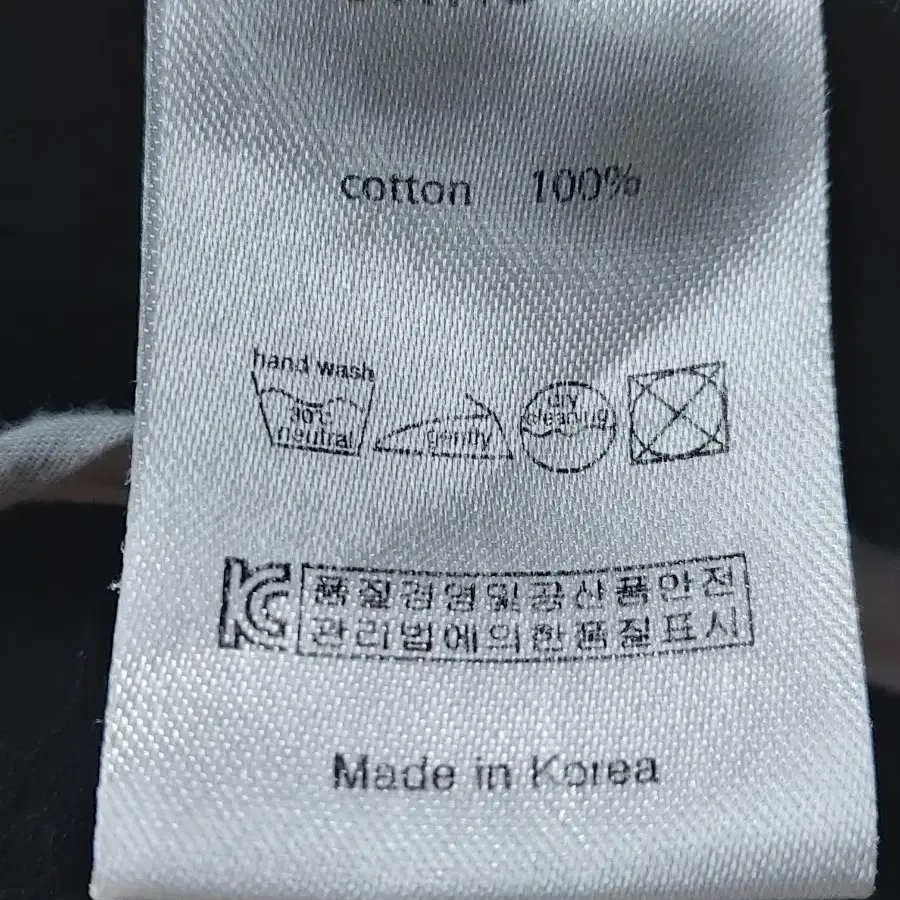 cotton 100%
hand wash
30℃
neutral
gently
dry
cleaning
KC
품질경영및공산품안전
관리법에의한품질표시
Made in Korea